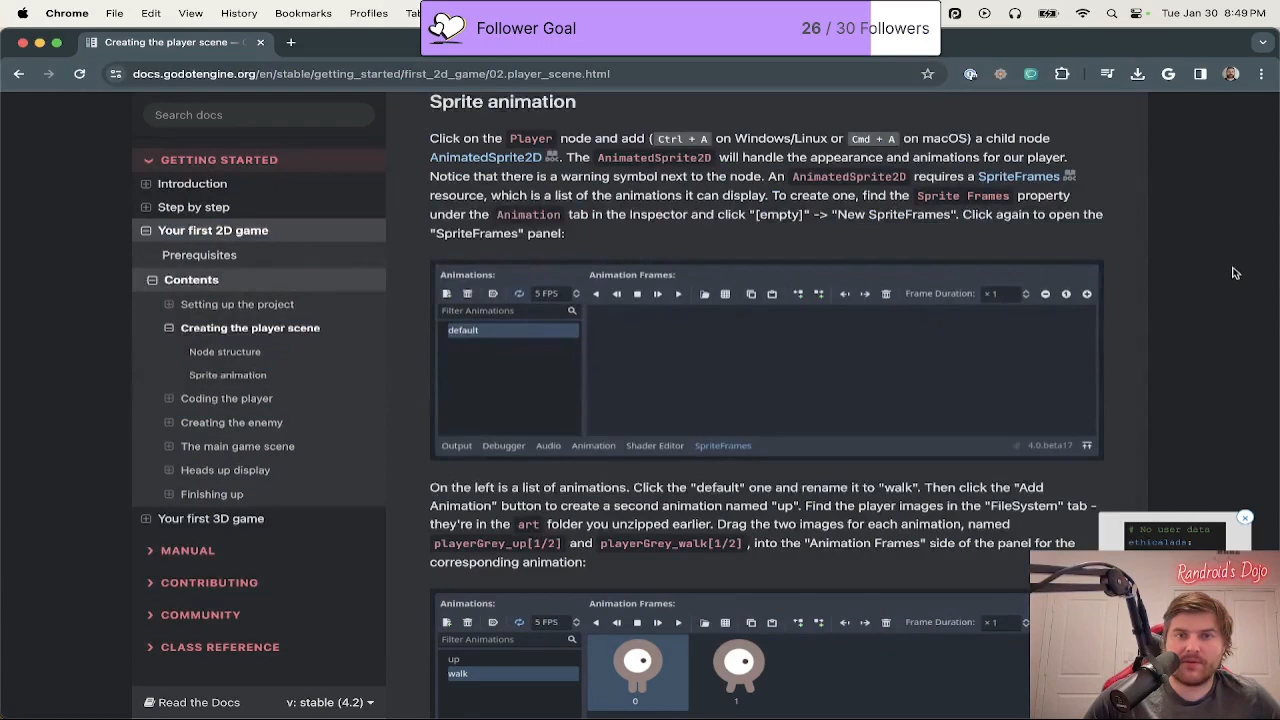 Chrome File Edit View History Bookmarks Profiles
Follower Goal
26 / 30 Followers
Tue Jan 30 8:49 PM
Creating the player scene —
docs.godotengine.org/en/stable/getting_started/first_2d_game/02.player_scene.html
Search docs
GETTING STARTED
Introduction
Step by step
Your first 2D game
Prerequisites
Contents
Setting up the project
Creating the player scene
Node structure
Sprite animation
Coding the player
Creating the enemy
The main game scene
Heads up display
Finishing up
Your first 3D game
MANUAL
CONTRIBUTING
COMMUNITY
CLASS REFERENCE
Read the Docs
v: stable (4.2)
Sprite animation
Click on the Player node and add (Ctrl + A on Windows/Linux or Cmd + A on macOS) a child node
AnimatedSprite2D. The AnimatedSprite2D will handle the appearance and animations for our player.
Notice that there is a warning symbol next to the node. An AnimatedSprite2D requires a SpriteFrames
resource, which is a list of the animations it can display. To create one, find the Sprite Frames property
under the Animation tab in the Inspector and click "[empty]" -> "New SpriteFrames". Click again to open the
"SpriteFrames" panel:
Animations:
Animation Frames:
5 FPS
Frame Duration: × 1
Filter Animations
default
Output Debugger Audio Animation Shader Editor SpriteFrames
4.0.beta17
On the left is a list of animations. Click the "default" one and rename it to "walk". Then click the "Add
Animation" button to create a second animation named "up". Find the player images in the "FileSystem" tab -
they're in the art folder you unzipped earlier. Drag the two images for each animation, named
playerGrey_up[1/2] and playerGrey_walk[1/2], into the "Animation Frames" side of the panel for the
corresponding animation:
Animations:
Animation Frames:
5 FPS
Frame Duration: × 1
Filter Animations
up
walk
0
1
# No user data
ethicalads:
Randroid's Dojo